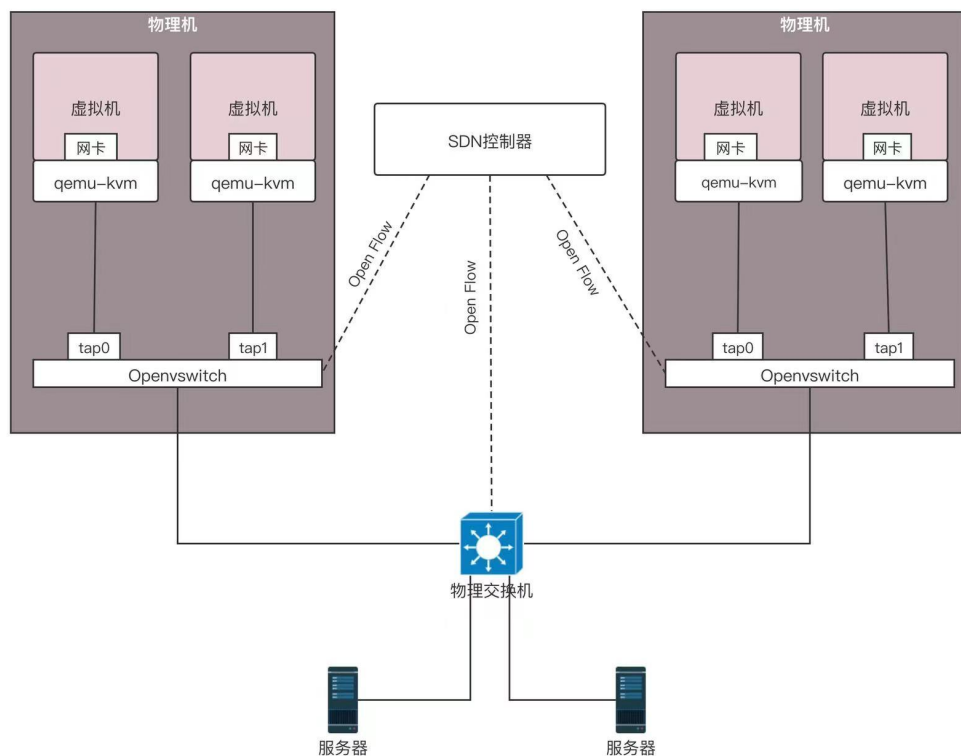 物理机
物理机
虚拟机
虚拟机
虚拟机
虚拟机
网卡
网卡
网卡
网卡
SDN控制器
qemu-kvm
qemu-kvm
qemu-kvm
qemu-kvm
Open Flow
Open Flow
Open Flow
tap0
tap1
tap0
tap1
Openvswitch
Openvswitch
物理交换机
服务器
服务器